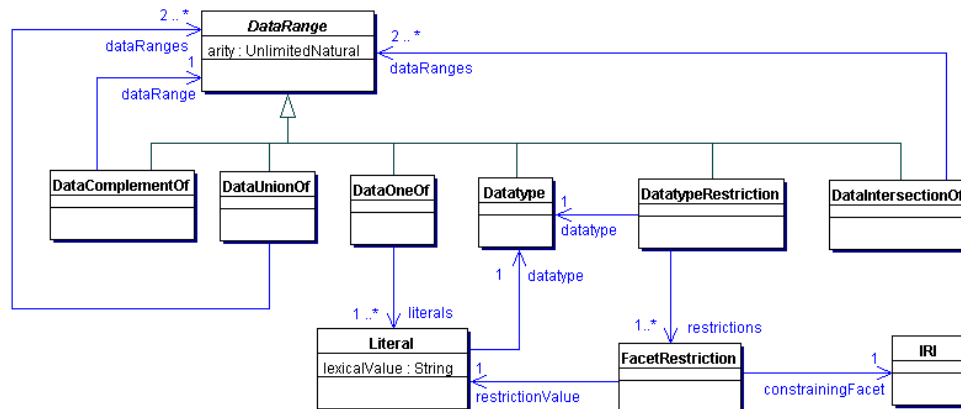 DataRange
arity : UnlimitedNatural
2 .. *
dataRanges
1
dataRange
2 .. *
dataRanges
DataComplementOf
DataUnionOf
DataOneOf
Datatype
DatatypeRestriction
DataIntersectionOf
1
datatype
1
datatype
1 ..*
literals
1..*
restrictions
Literal
lexicalValue : String
1
restrictionValue
FacetRestriction
1
constrainingFacet
IRI